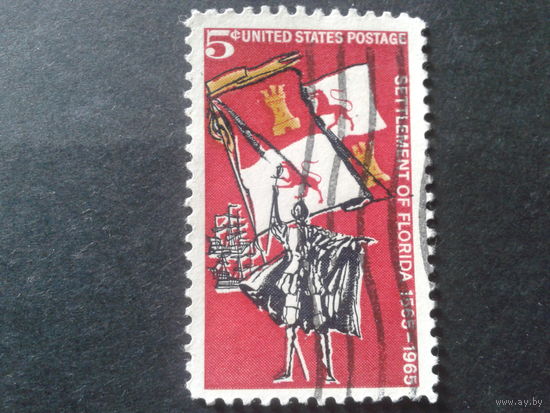 5¢ UNITED STATES POSTAGE
SETTLEMENT OF FLORIDA 1565-1965
www.ay.by